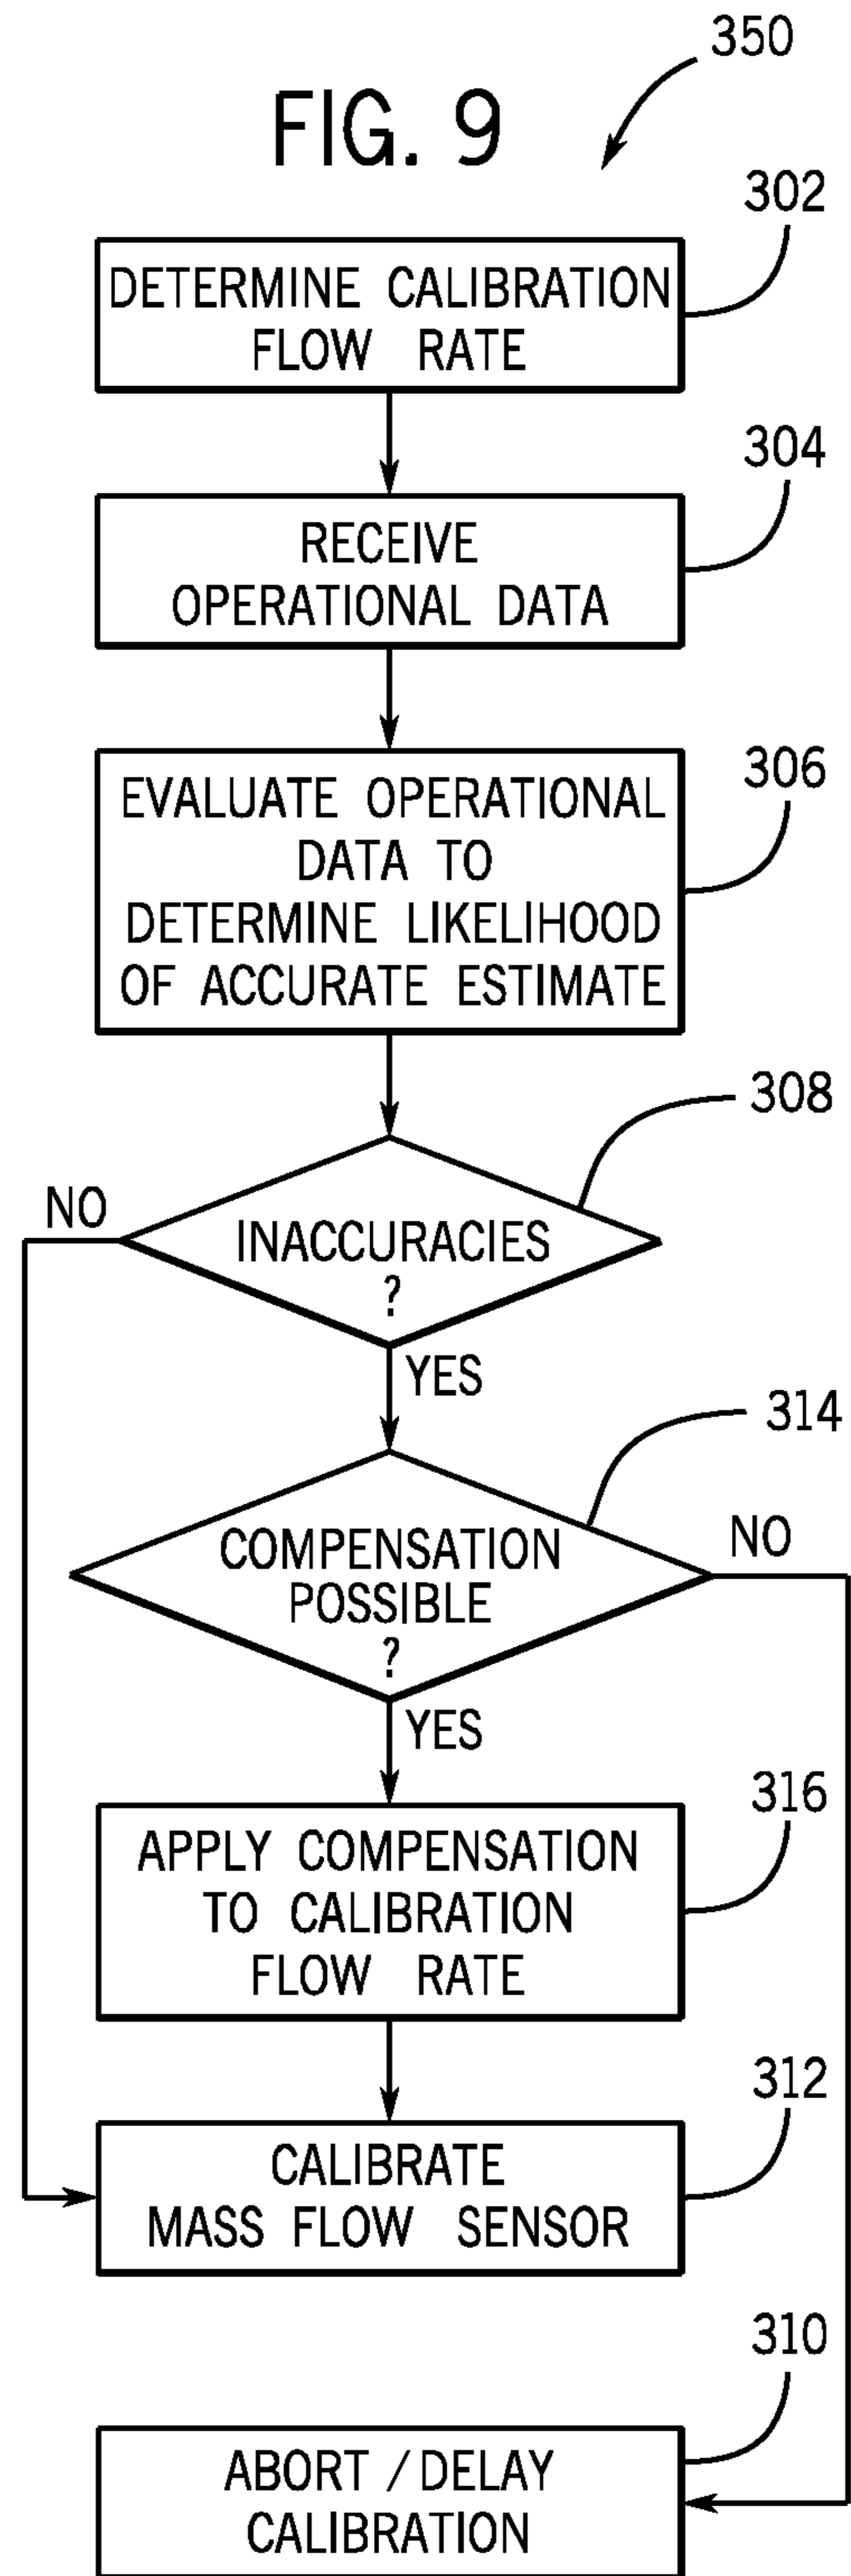 350
FIG. 9
302
DETERMINE CALIBRATION
FLOW RATE
304
RECEIVE
OPERATIONAL DATA
306
EVALUATE OPERATIONAL
DATA TO
DETERMINE LIKELIHOOD
OF ACCURATE ESTIMATE
308
NO
INACCURACIES
?
YES
314
NO
COMPENSATION
POSSIBLE
?
YES
316
APPLY COMPENSATION
TO CALIBRATION
FLOW RATE
312
CALIBRATE
MASS FLOW SENSOR
310
ABORT / DELAY
CALIBRATION